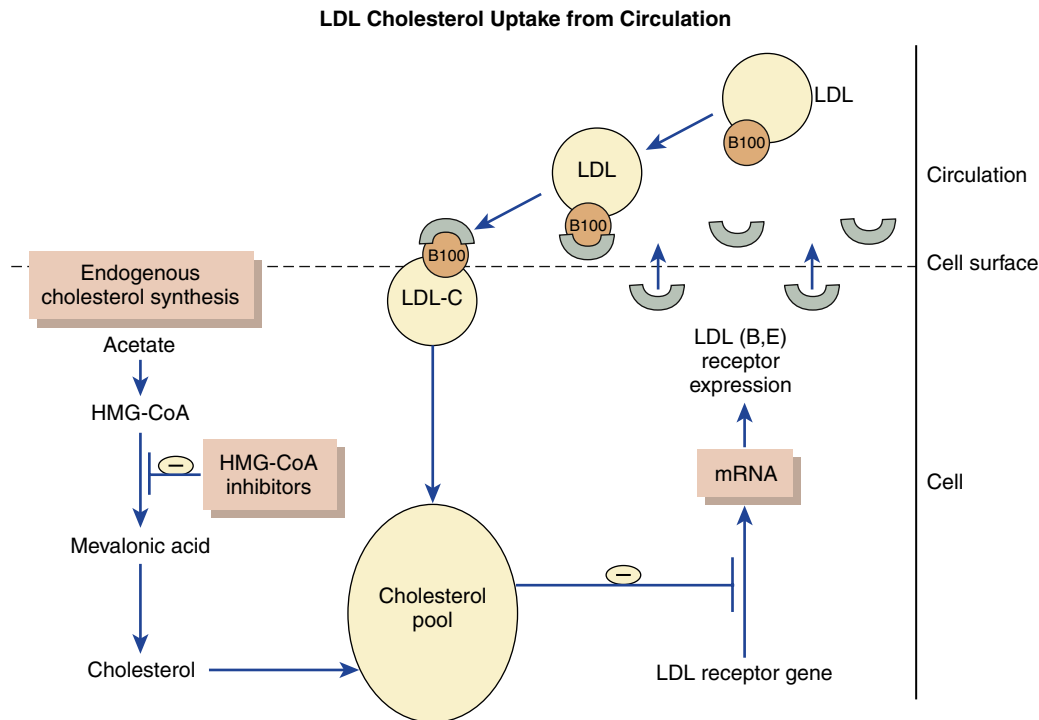 LDL Cholesterol Uptake from Circulation
LDL
B100
LDL
B100
Circulation
B100
Cell surface
Endogenous
cholesterol synthesis
LDL-C
Acetate
LDL (B,E)
receptor
expression
HMG-CoA
HMG-CoA
inhibitors
−
mRNA
Cell
Mevalonic acid
−
Cholesterol
pool
Cholesterol
LDL receptor gene